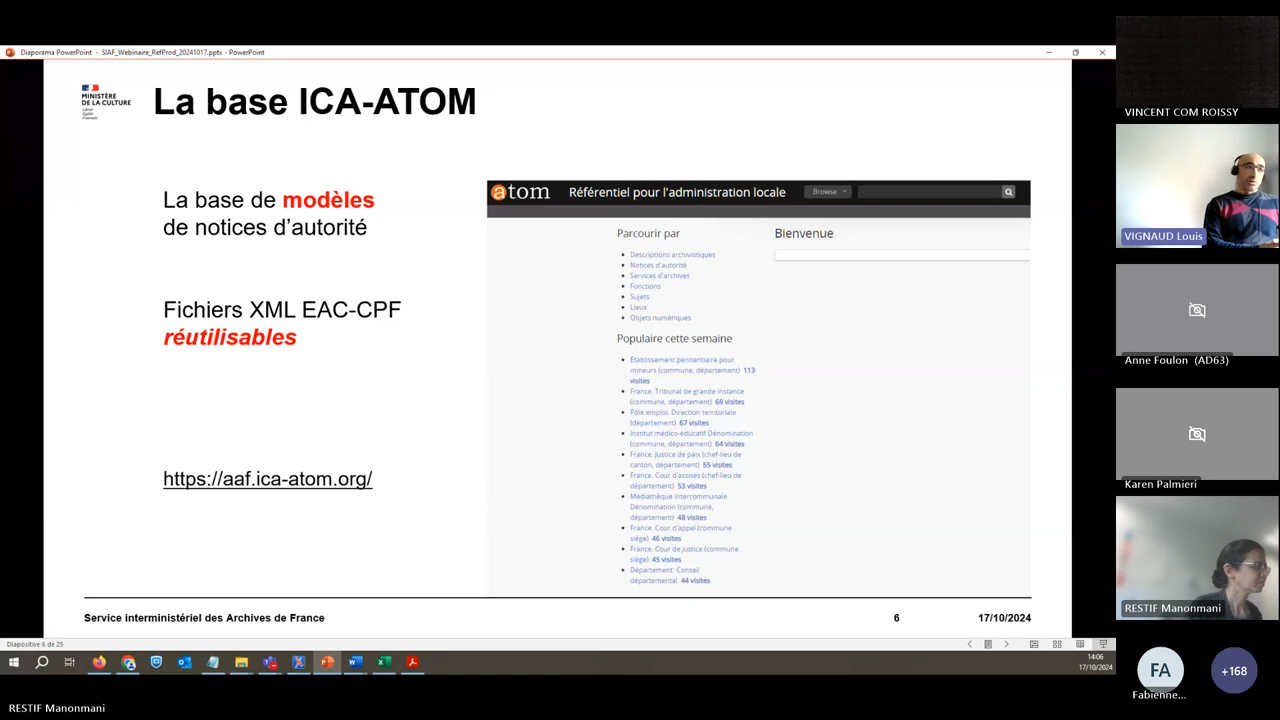 Diaporama PowerPoint - SIAF_Webinaire_RefProd_20241017.pptx - PowerPoint
MINISTÈRE
DE LA CULTURE
Liberté
Égalité
Fraternité
La base ICA-ATOM
La base de modèles
de notices d'autorité
Fichiers XML EAC-CPF
réutilisables
https://aaf.ica-atom.org/
atom Référentiel pour l'administration locale Browse
Parcourir par
Descriptions archivistiques
Notices d'autorité
Services d'archives
Fonctions
Sujets
Lieux
Objets numériques
Bienvenue
Populaire cette semaine
Établissement pénitentiaire pour
mineurs (commune, département) 113
visites
France. Tribunal de grande instance
(commune, département) 68 visites
Pôle emploi. Direction territoriale
(département) 67 visites
Institut médico-éducatif Dénomination
(commune, département) 64 visites
France. Justice de paix (chef-lieu de
canton, département) 55 visites
France. Cour d'assises (chef-lieu de
département) 53 visites
Médiathèque intercommunale
Dénomination (commune,
département) 48 visites
France. Cour d'appel (commune
siège) 46 visites
France. Cour de justice (commune
siège) 45 visites
Département. Conseil
départemental 44 visites
Service interministériel des Archives de France 6 17/10/2024
Diapositive 6 de 25
14:06
17/10/2024
RESTIF Manonmani
VINCENT COM ROISSY
VIGNAUD Louis
Anne Foulon (AD63)
Karen Palmieri
RESTIF Manonmani
FA
+168
Fabienne...